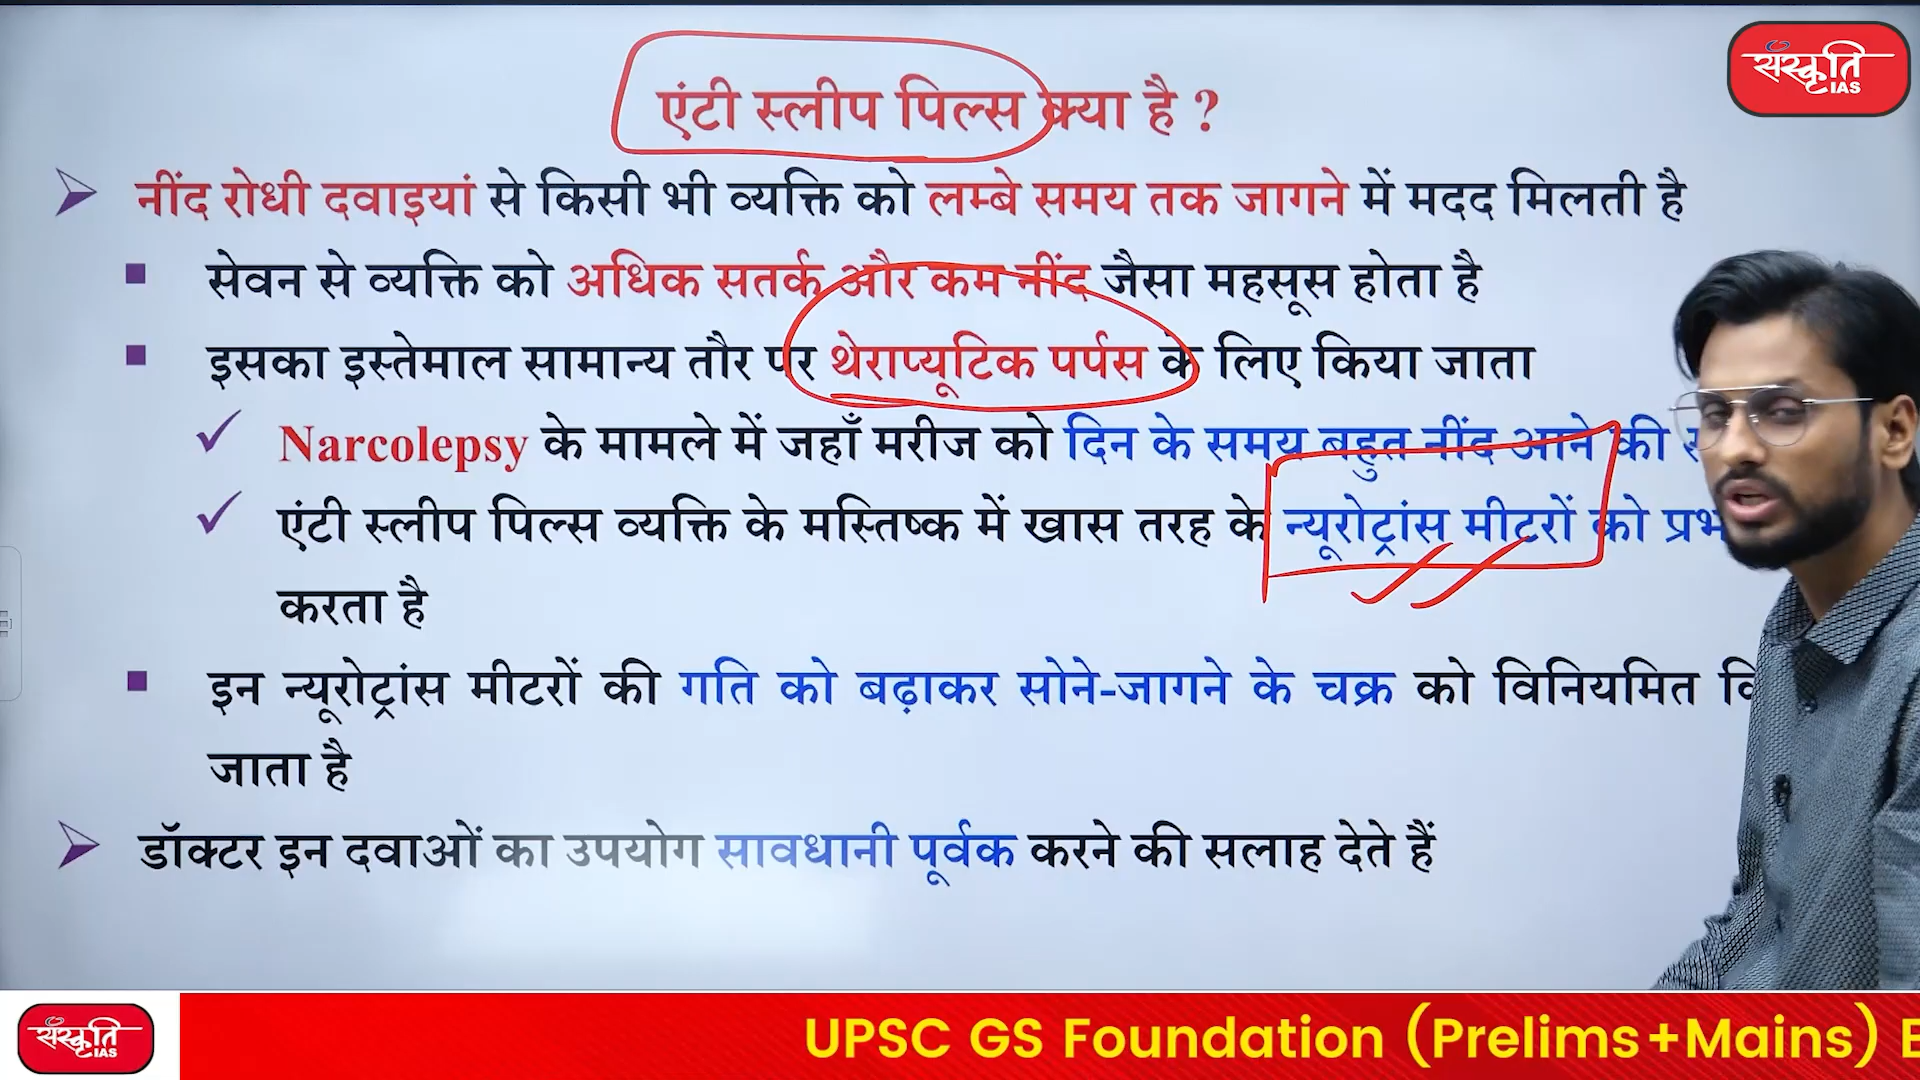 संस्कृति
IAS
एंटी स्लीप पिल्स क्या है ?
नींद रोधी दवाइयां से किसी भी व्यक्ति को लम्बे समय तक जागने में मदद मिलती है
सेवन से व्यक्ति को अधिक सतर्क और कम नींद जैसा महसूस होता है
इसका इस्तेमाल सामान्य तौर पर थेराप्यूटिक पर्पस के लिए किया जाता
Narcolepsy के मामले में जहाँ मरीज को दिन के समय बहुत नींद आने की
एंटी स्लीप पिल्स व्यक्ति के मस्तिष्क में खास तरह के न्यूरोट्रांस मीटरों को
करता है
इन न्यूरोट्रांस मीटरों की गति को बढ़ाकर सोने-जागने के चक्र को विनियमित
जाता है
डॉक्टर इन दवाओं का उपयोग सावधानी पूर्वक करने की सलाह देते हैं
संस्कृति
IAS
UPSC GS Foundation (Prelims+Mains)